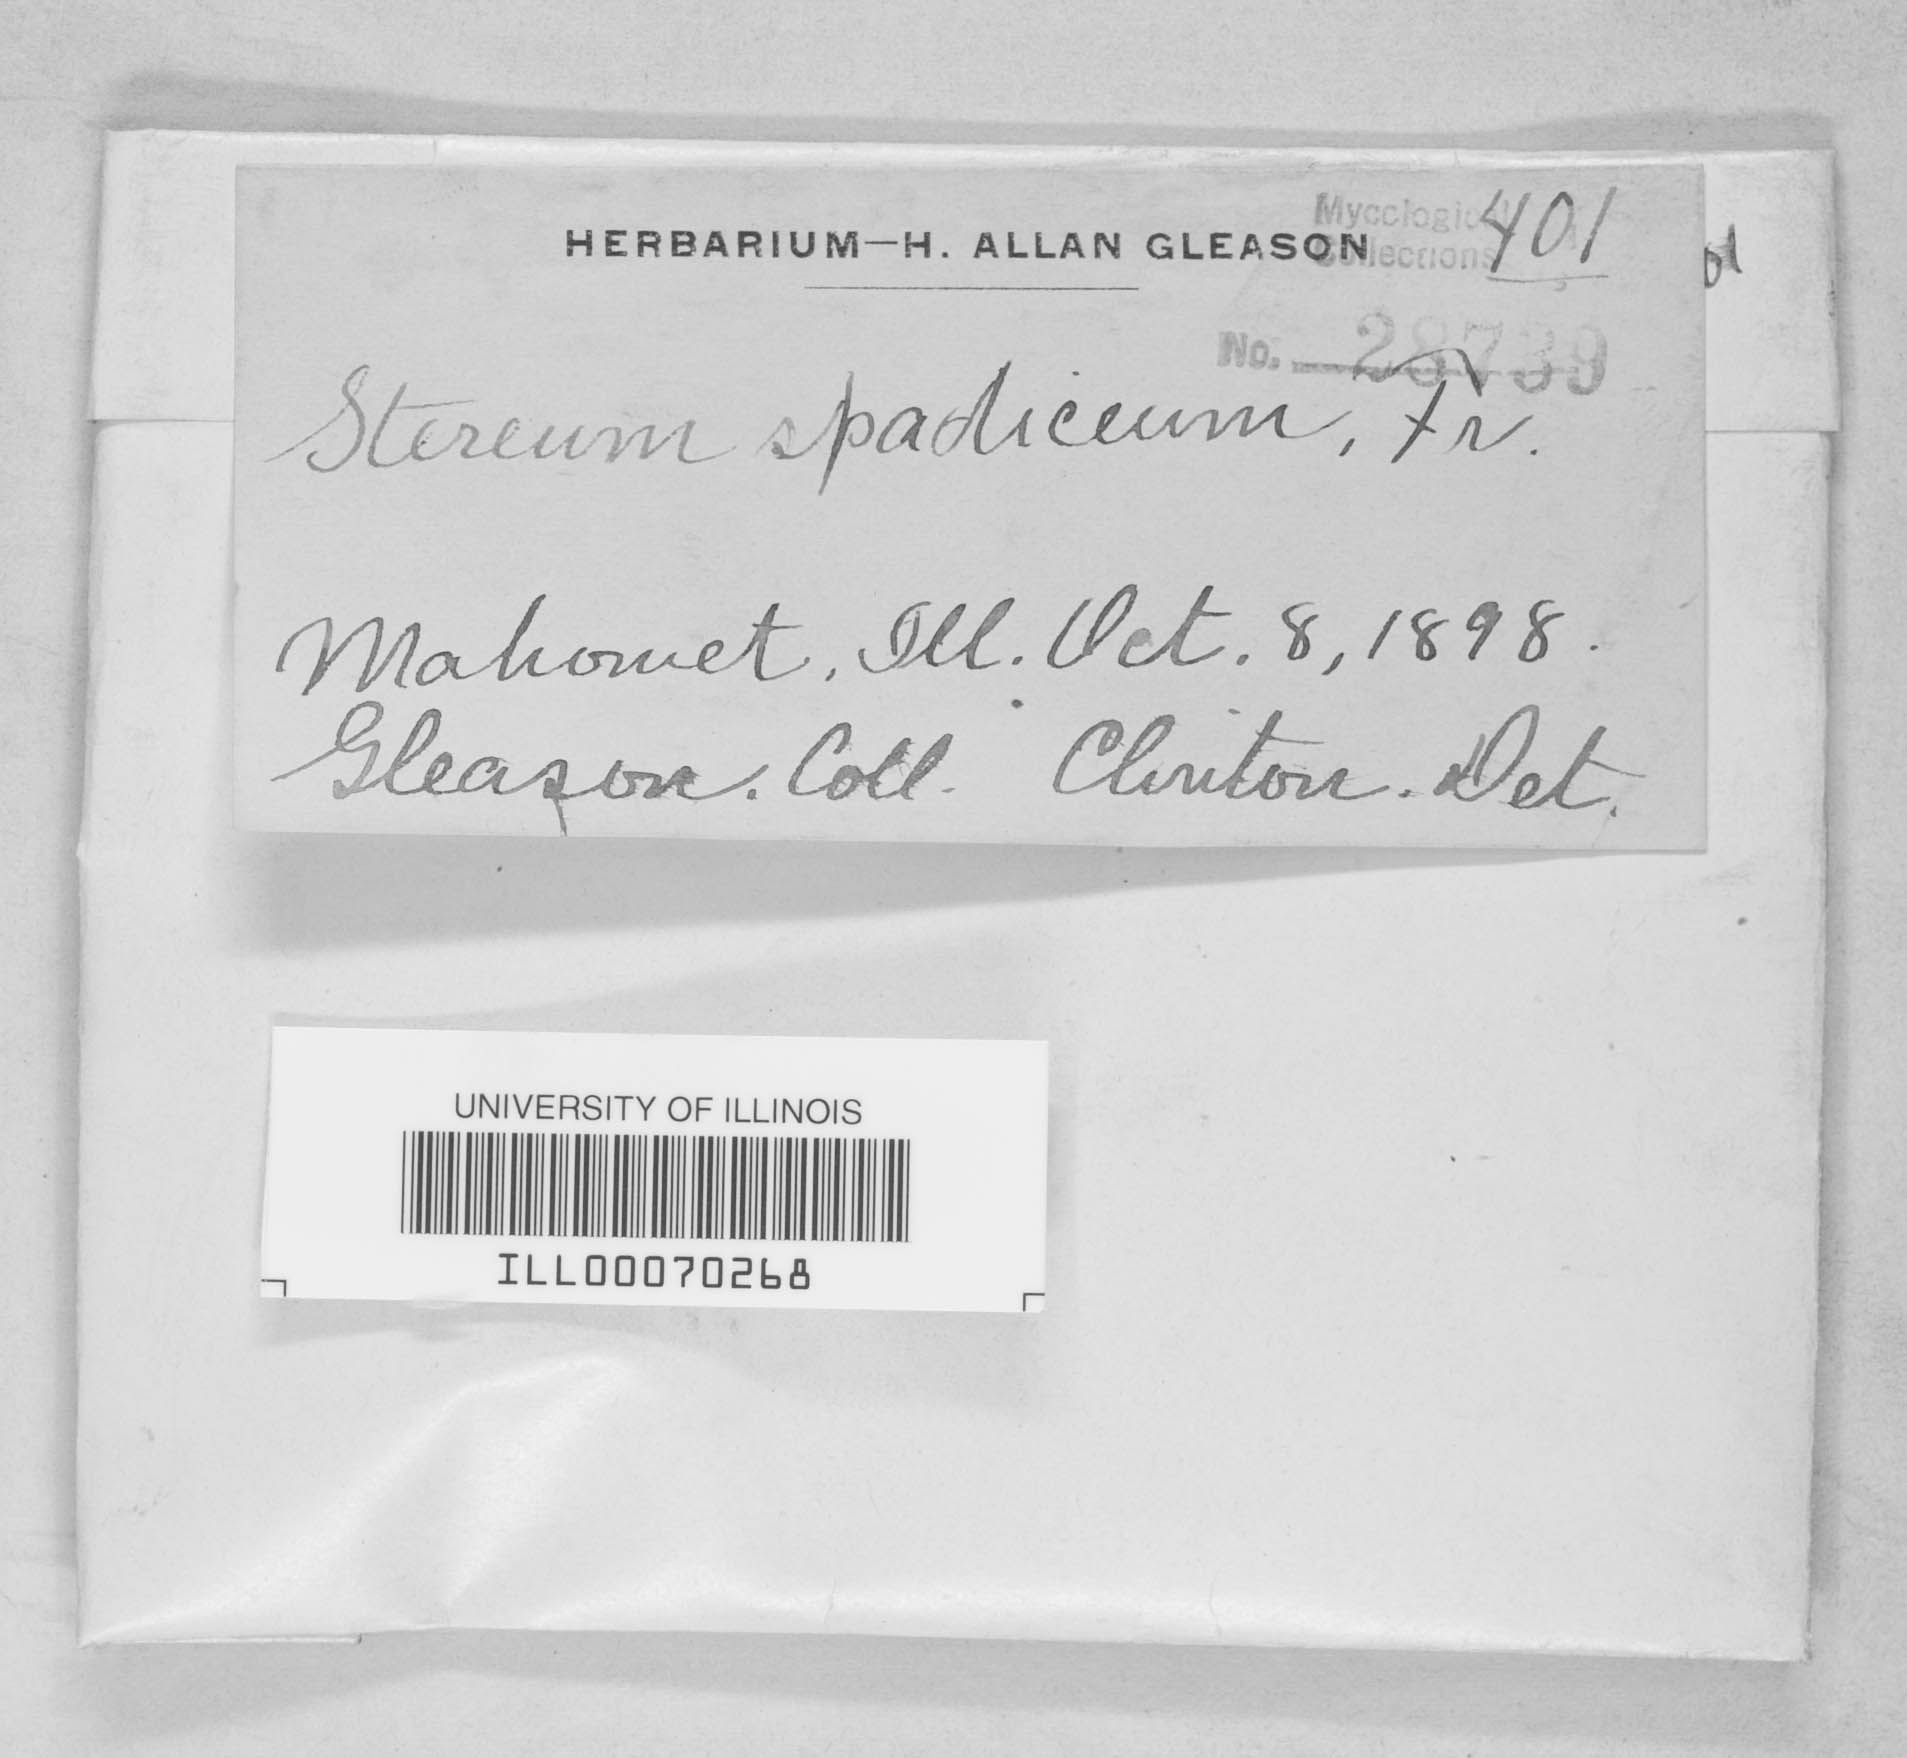 Mycological
Collections
401
HERBARIUM—H. ALLAN GLEASON
No. 28739
Stereum spadiceum, Fr.
Mahomet, Ill. Oct. 8, 1898.
Gleason. Coll. Clinton. Det.
UNIVERSITY OF ILLINOIS
ILL00070268